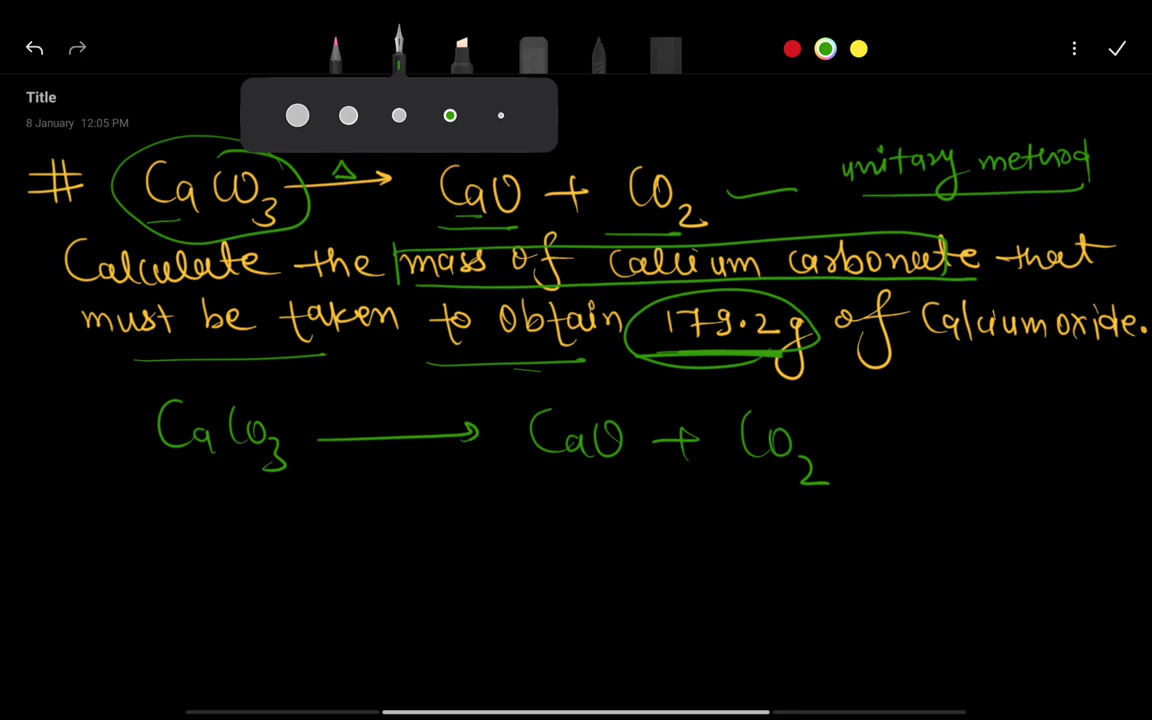 Title
8 January 12:05 PM
# CaCO3 —Δ→ CaO + CO2 — unitary method
Calculate the mass of Calcium carbonate that
must be taken to obtain 179.2g of Calcium oxide.
CaCO3 → CaO + CO2